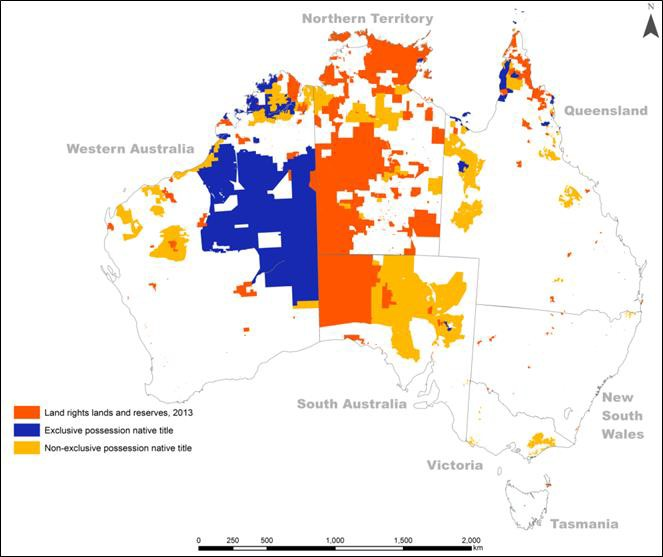 N
Northern Territory
Queensland
Western Australia
South Australia
New
South
Wales
Victoria
Tasmania
Land rights lands and reserves, 2013
Exclusive possession native title
Non-exclusive possession native title
0 250 500 1,000 1,500 2,000
km